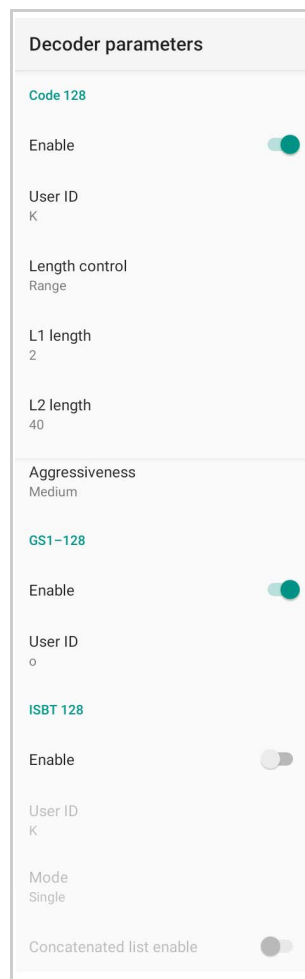 Decoder parameters
Code 128
Enable
User ID
K
Length control
Range
L1 length
2
L2 length
40
Aggressiveness
Medium
GS1-128
Enable
User ID
o
ISBT 128
Enable
User ID
K
Mode
Single
Concatenated list enable